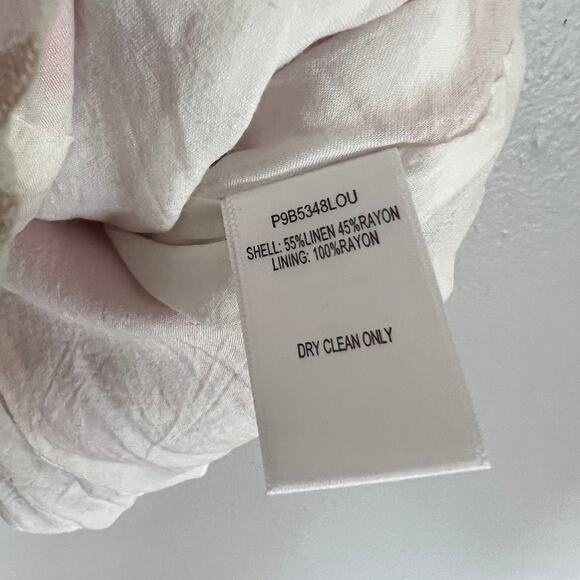 P9B5348LOU
SHELL: 55%LINEN 45%RAYON
LINING: 100%RAYON
DRY CLEAN ONLY